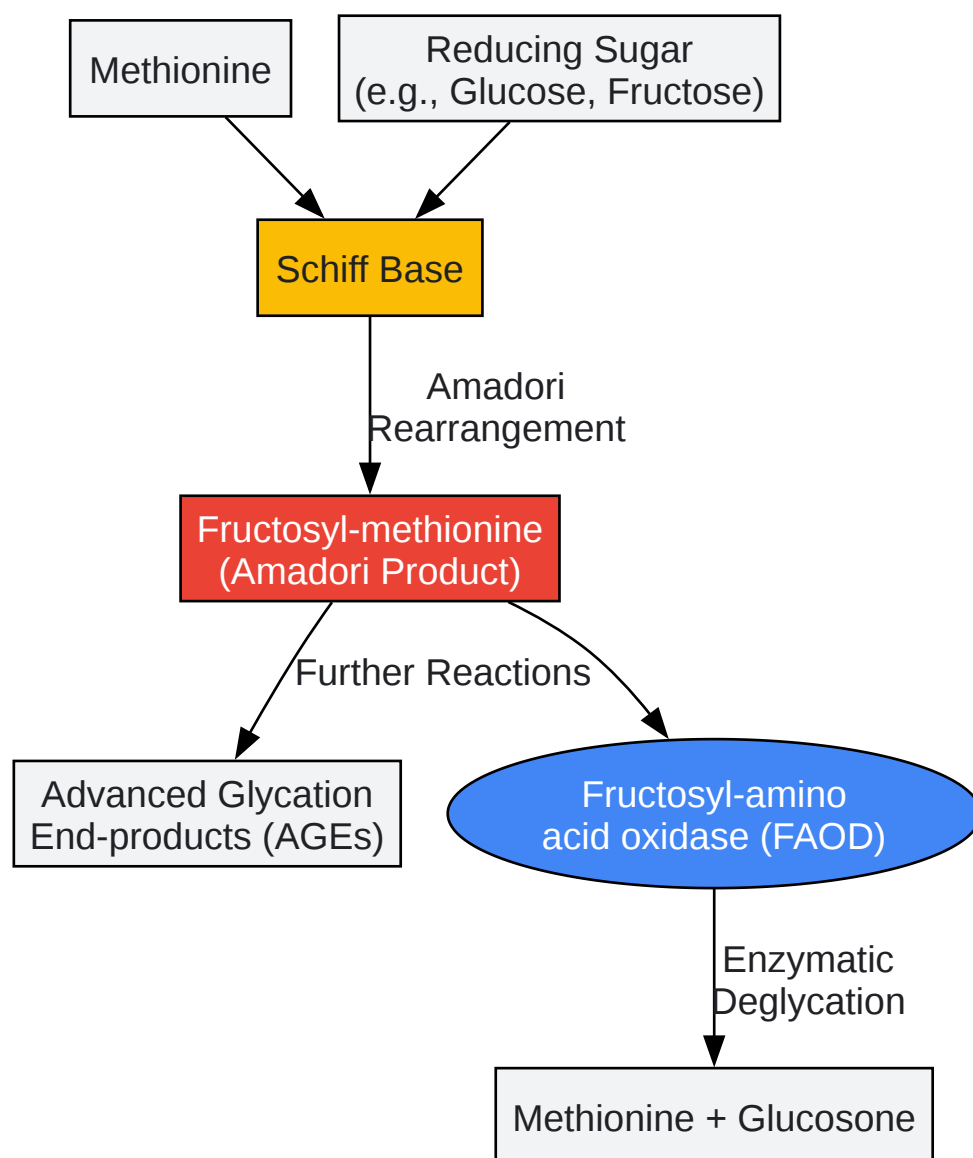 Methionine
Reducing Sugar
(e.g., Glucose, Fructose)
Schiff Base
Amadori
Rearrangement
Fructosyl-methionine
(Amadori Product)
Further Reactions
Advanced Glycation
End-products (AGEs)
Fructosyl-amino
acid oxidase (FAOD)
Enzymatic
Deglycation
Methionine + Glucosone